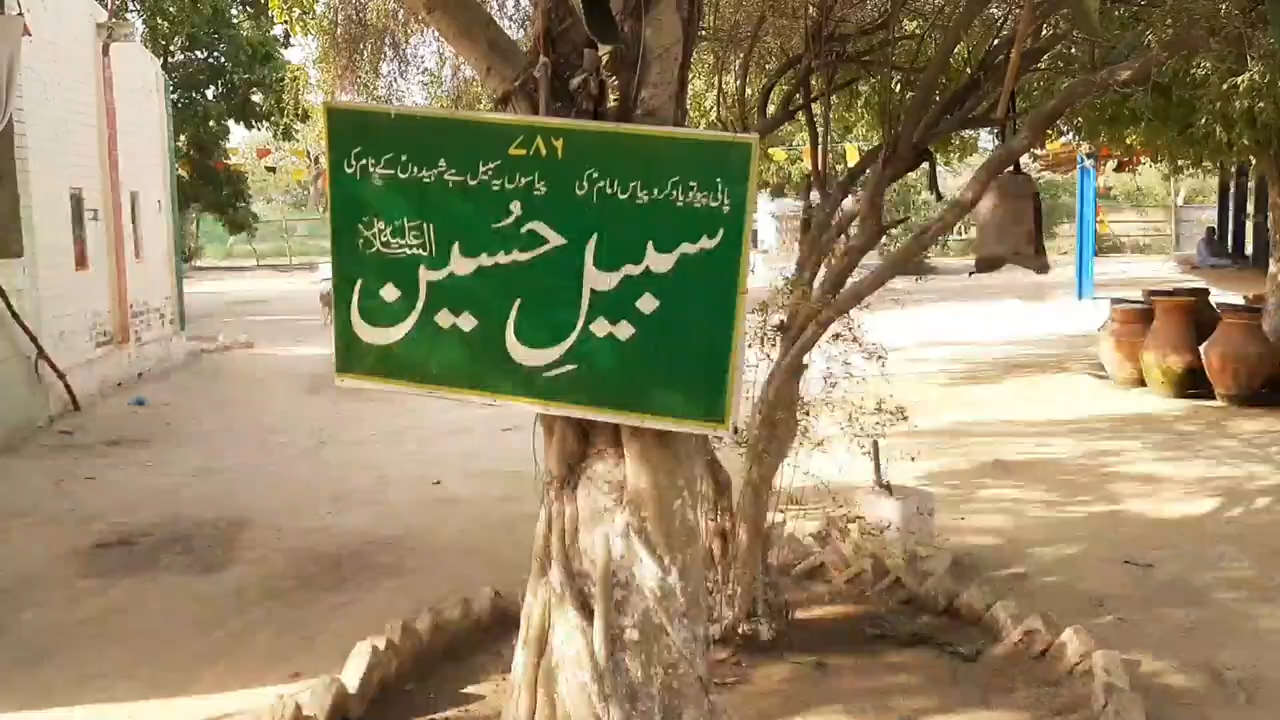 ۷۸۶
پانی پیو تو یاد کرو پیاس امامؑ کی پیاسوں یہ سبیل ہے شہیدوںؑ کے نام کی
سبیلِ حُسین علیہ السلام